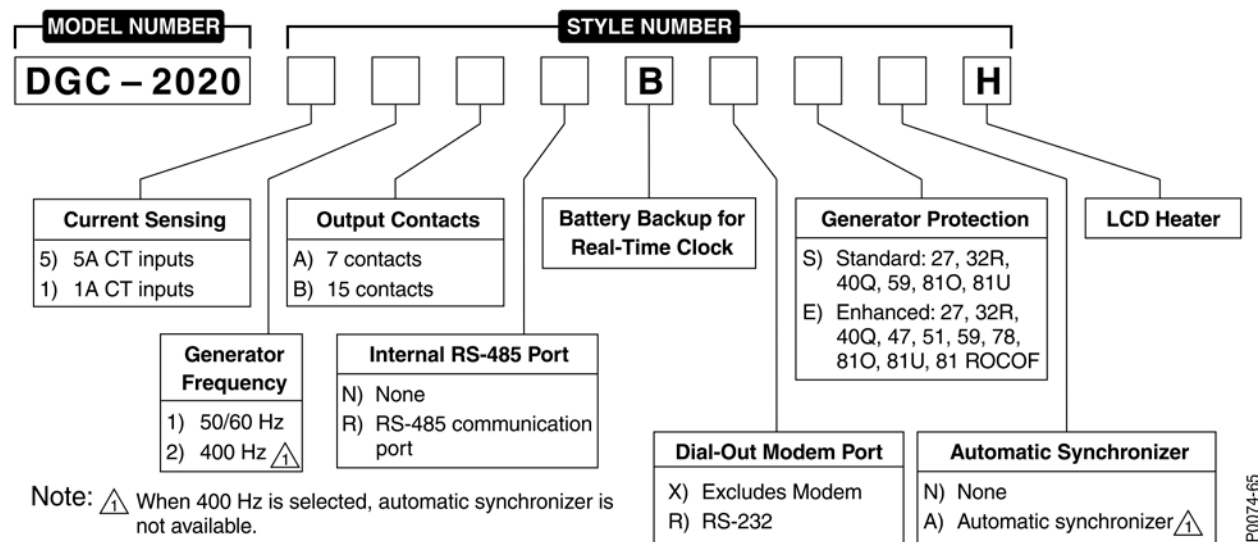 MODEL NUMBER
STYLE NUMBER
DGC – 2020
B
H
Current Sensing
5) 5A CT inputs
1) 1A CT inputs
Output Contacts
A) 7 contacts
B) 15 contacts
Battery Backup for
Real-Time Clock
Generator Protection
S) Standard: 27, 32R,
40Q, 59, 81O, 81U
E) Enhanced: 27, 32R,
40Q, 47, 51, 59, 78,
81O, 81U, 81 ROCOF
LCD Heater
Generator
Frequency
1) 50/60 Hz
2) 400 Hz 1
Internal RS-485 Port
N) None
R) RS-485 communication
port
Dial-Out Modem Port
X) Excludes Modem
R) RS-232
Automatic Synchronizer
N) None
A) Automatic synchronizer 1
Note: 1 When 400 Hz is selected, automatic synchronizer is
not available.
P0074-65